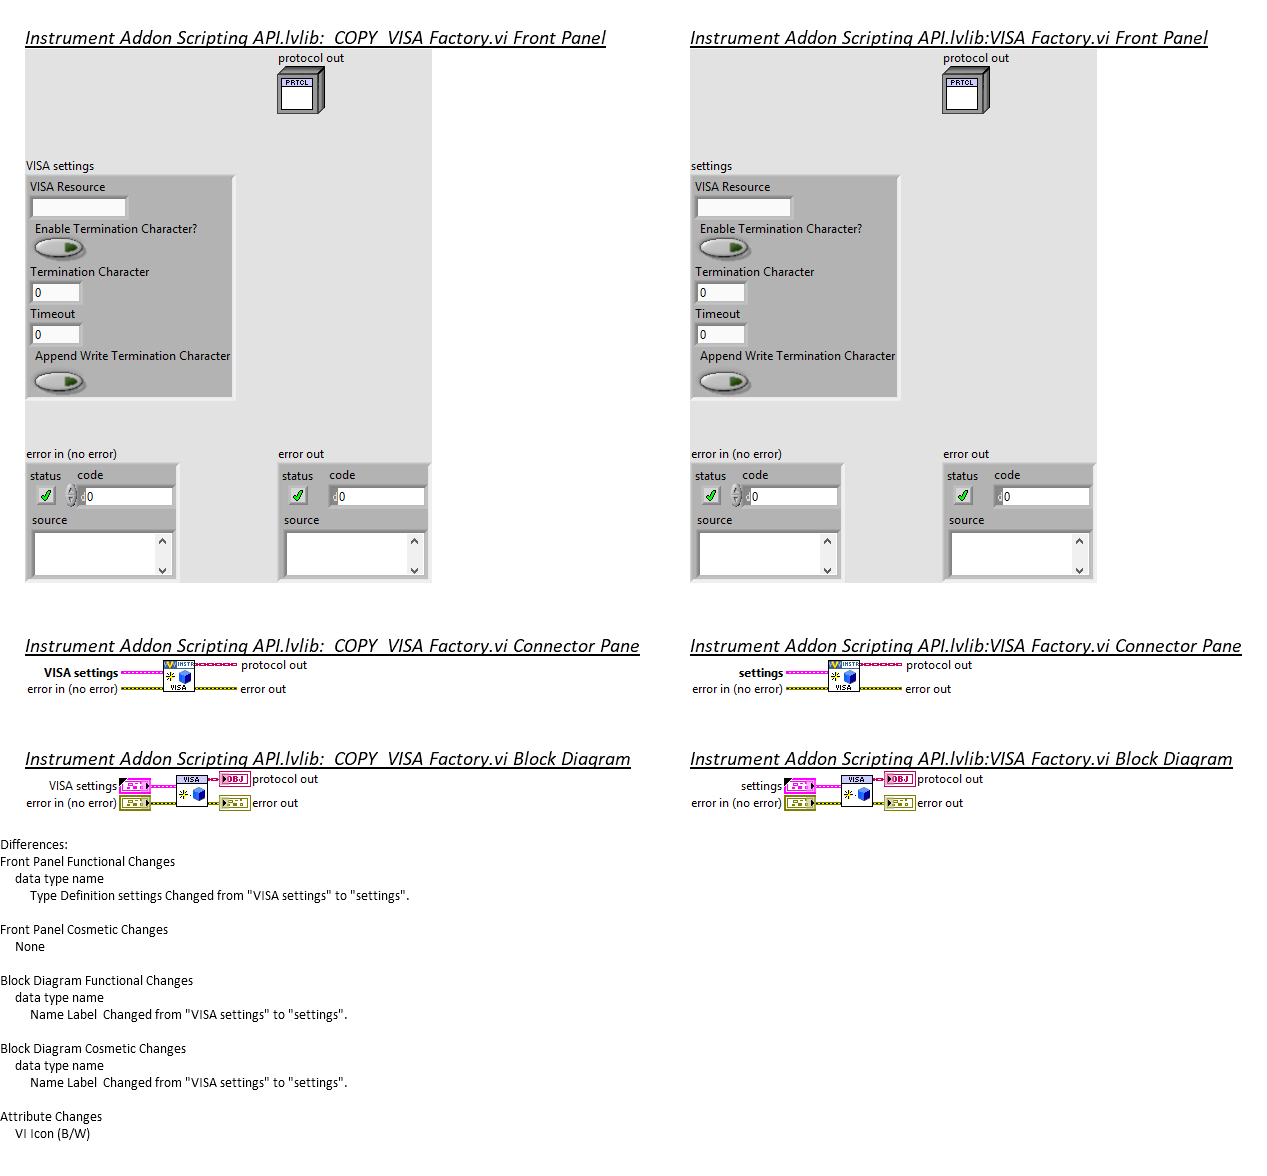 Instrument Addon Scripting API.lvlib:_COPY_VISA Factory.vi Front Panel
protocol out
PRTCL
VISA settings
VISA Resource
Enable Termination Character?
Termination Character
0
Timeout
0
Append Write Termination Character
error in (no error)
status code
d0
source
error out
status code
d0
source
Instrument Addon Scripting API.lvlib:VISA Factory.vi Front Panel
protocol out
PRTCL
settings
VISA Resource
Enable Termination Character?
Termination Character
0
Timeout
0
Append Write Termination Character
error in (no error)
status code
d0
source
error out
status code
d0
source
Instrument Addon Scripting API.lvlib:_COPY_VISA Factory.vi Connector Pane
VISA settings
error in (no error)
INSTR
VISA
protocol out
error out
Instrument Addon Scripting API.lvlib:VISA Factory.vi Connector Pane
settings
error in (no error)
INSTR
VISA
protocol out
error out
Instrument Addon Scripting API.lvlib:_COPY_VISA Factory.vi Block Diagram
VISA settings
error in (no error)
VISA
OBJ
protocol out
error out
Instrument Addon Scripting API.lvlib:VISA Factory.vi Block Diagram
settings
error in (no error)
VISA
OBJ
protocol out
error out
Differences:
Front Panel Functional Changes
data type name
Type Definition settings Changed from "VISA settings" to "settings".
Front Panel Cosmetic Changes
None
Block Diagram Functional Changes
data type name
Name Label  Changed from "VISA settings" to "settings".
Block Diagram Cosmetic Changes
data type name
Name Label  Changed from "VISA settings" to "settings".
Attribute Changes
VI Icon (B/W)